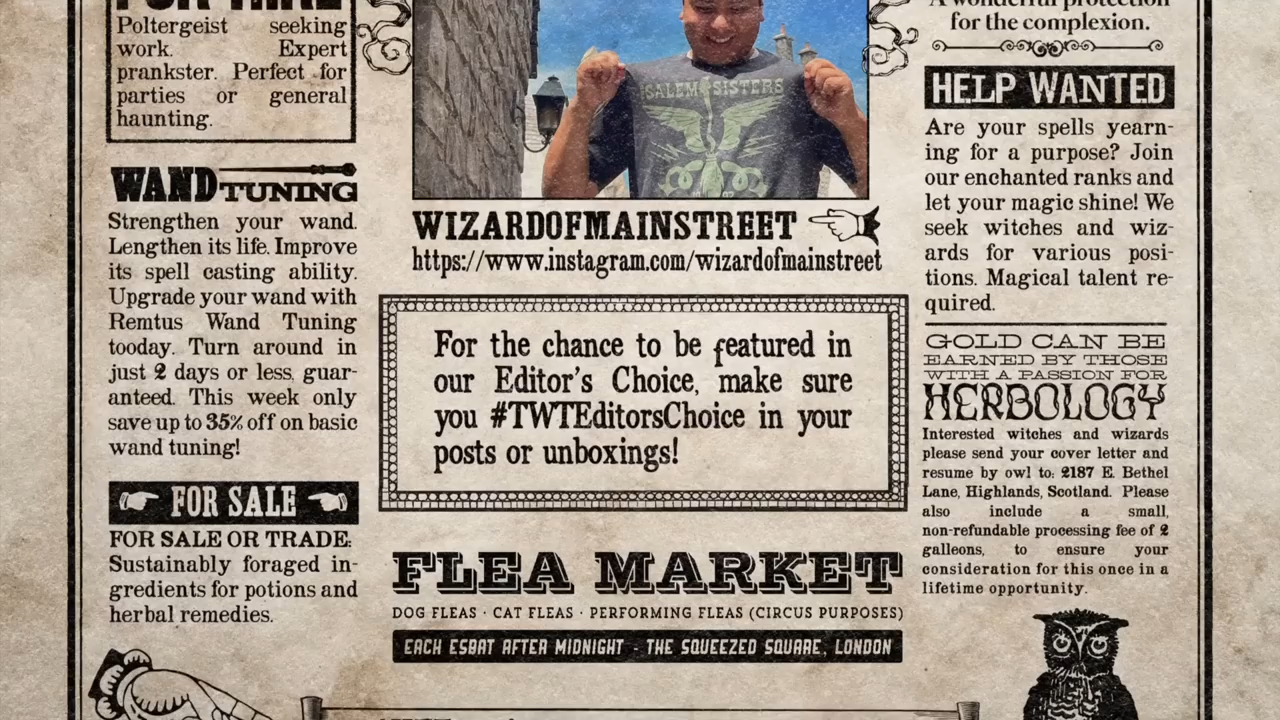 Poltergeist seeking
work. Expert
prankster. Perfect for
parties or general
haunting.
WAND TUNING
Strengthen your wand.
Lengthen its life. Improve
its spell casting ability.
Upgrade your wand with
Remtus Wand Tuning
tooday. Turn around in
just 2 days or less, guar-
anteed. This week only
save up to 35% off on basic
wand tuning!
FOR SALE
FOR SALE OR TRADE:
Sustainably foraged in-
gredients for potions and
herbal remedies.
SALEM SISTERS
WIZARDOFMAINSTREET
https://www.instagram.com/wizardofmainstreet
For the chance to be featured in
our Editor's Choice, make sure
you #TWTEditorsChoice in your
posts or unboxings!
FLEA MARKET
DOG FLEAS · CAT FLEAS · PERFORMING FLEAS (CIRCUS PURPOSES)
EACH ESBAT AFTER MIDNIGHT - THE SQUEEZED SQUARE, LONDON
A wonderful protection
for the complexion.
HELP WANTED
Are your spells yearn-
ing for a purpose? Join
our enchanted ranks and
let your magic shine! We
seek witches and wiz-
ards for various posi-
tions. Magical talent re-
quired.
GOLD CAN BE
EARNED BY THOSE
WITH A PASSION FOR
HERBOLOGY
Interested witches and wizards
please send your cover letter and
resume by owl to: 2187 E. Bethel
Lane, Highlands, Scotland. Please
also include a small,
non-refundable processing fee of 2
galleons, to ensure your
consideration for this once in a
lifetime opportunity.